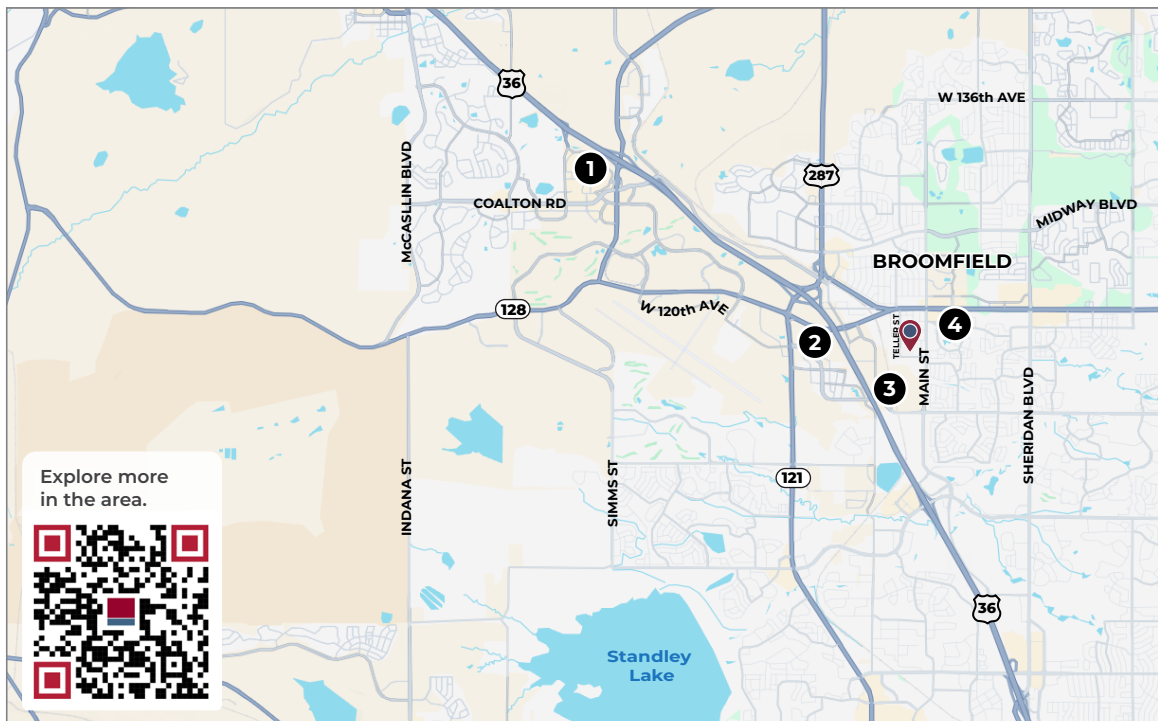 36
W 136th AVE
McCASLLIN BLVD
1
287
COALTON RD
MIDWAY BLVD
BROOMFIELD
128
W 120th AVE
4
TELLER ST
2
MAIN ST
3
SHERIDAN BLVD
Explore more
in the area.
INDANA ST
SIMMS ST
121
36
Standley
Lake